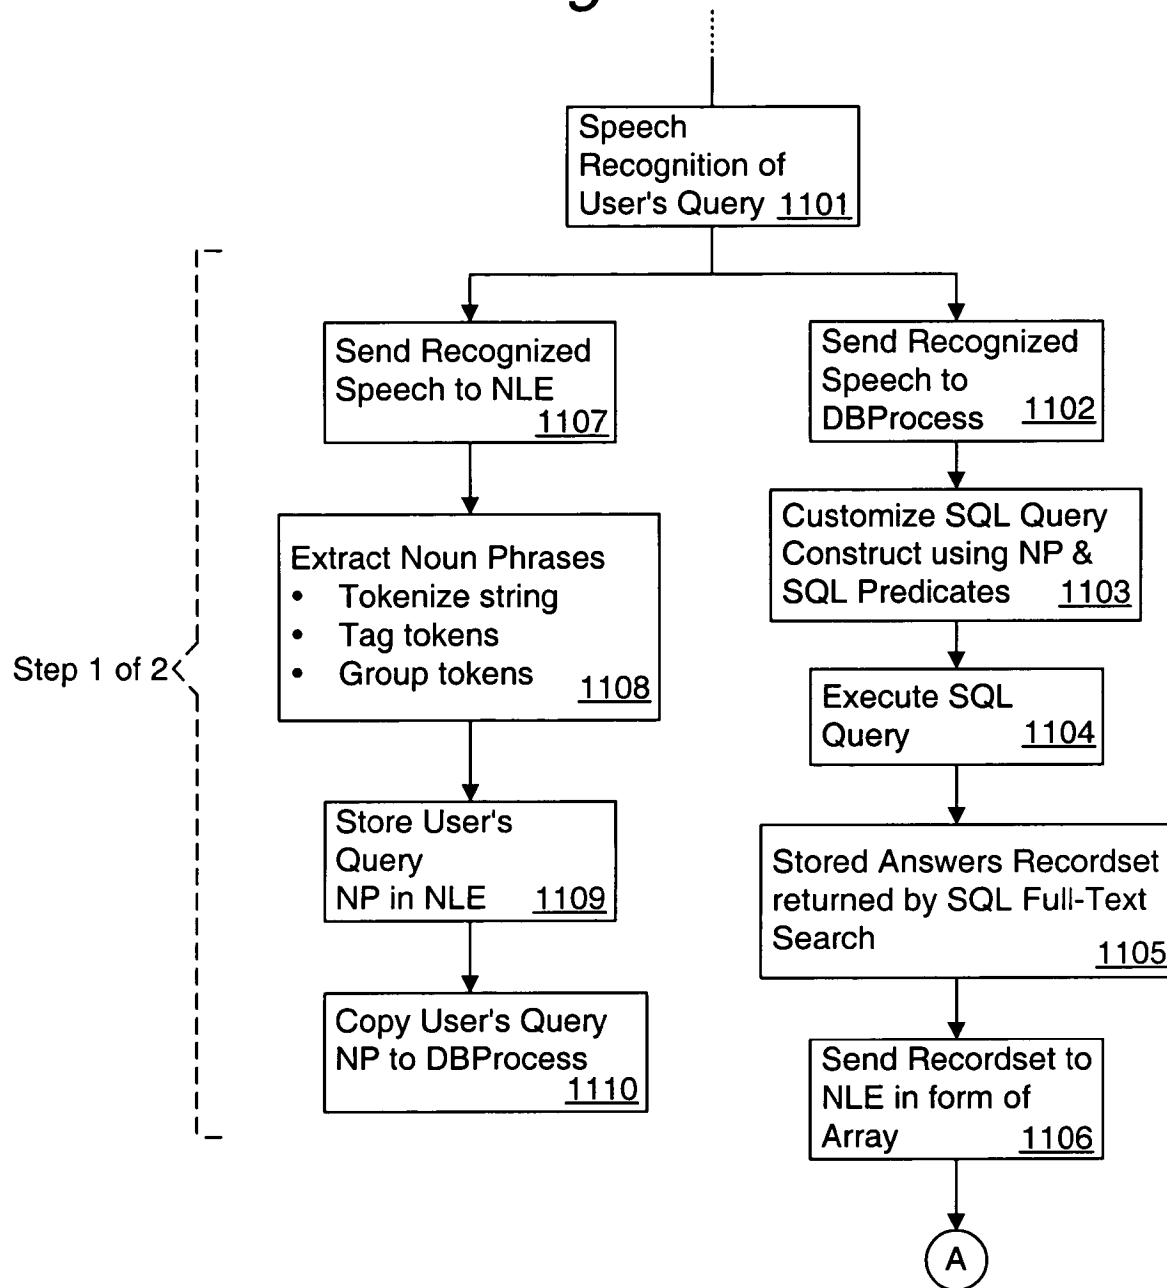 Speech
Recognition of
User's Query 1101
Send Recognized
Speech to NLE
1107
Send Recognized
Speech to
DBProcess 1102
Extract Noun Phrases
• Tokenize string
• Tag tokens
• Group tokens 1108
Customize SQL Query
Construct using NP &
SQL Predicates 1103
Step 1 of 2
Execute SQL
Query 1104
Store User's
Query
NP in NLE 1109
Stored Answers Recordset
returned by SQL Full-Text
Search
1105
Copy User's Query
NP to DBProcess
1110
Send Recordset to
NLE in form of
Array 1106
A